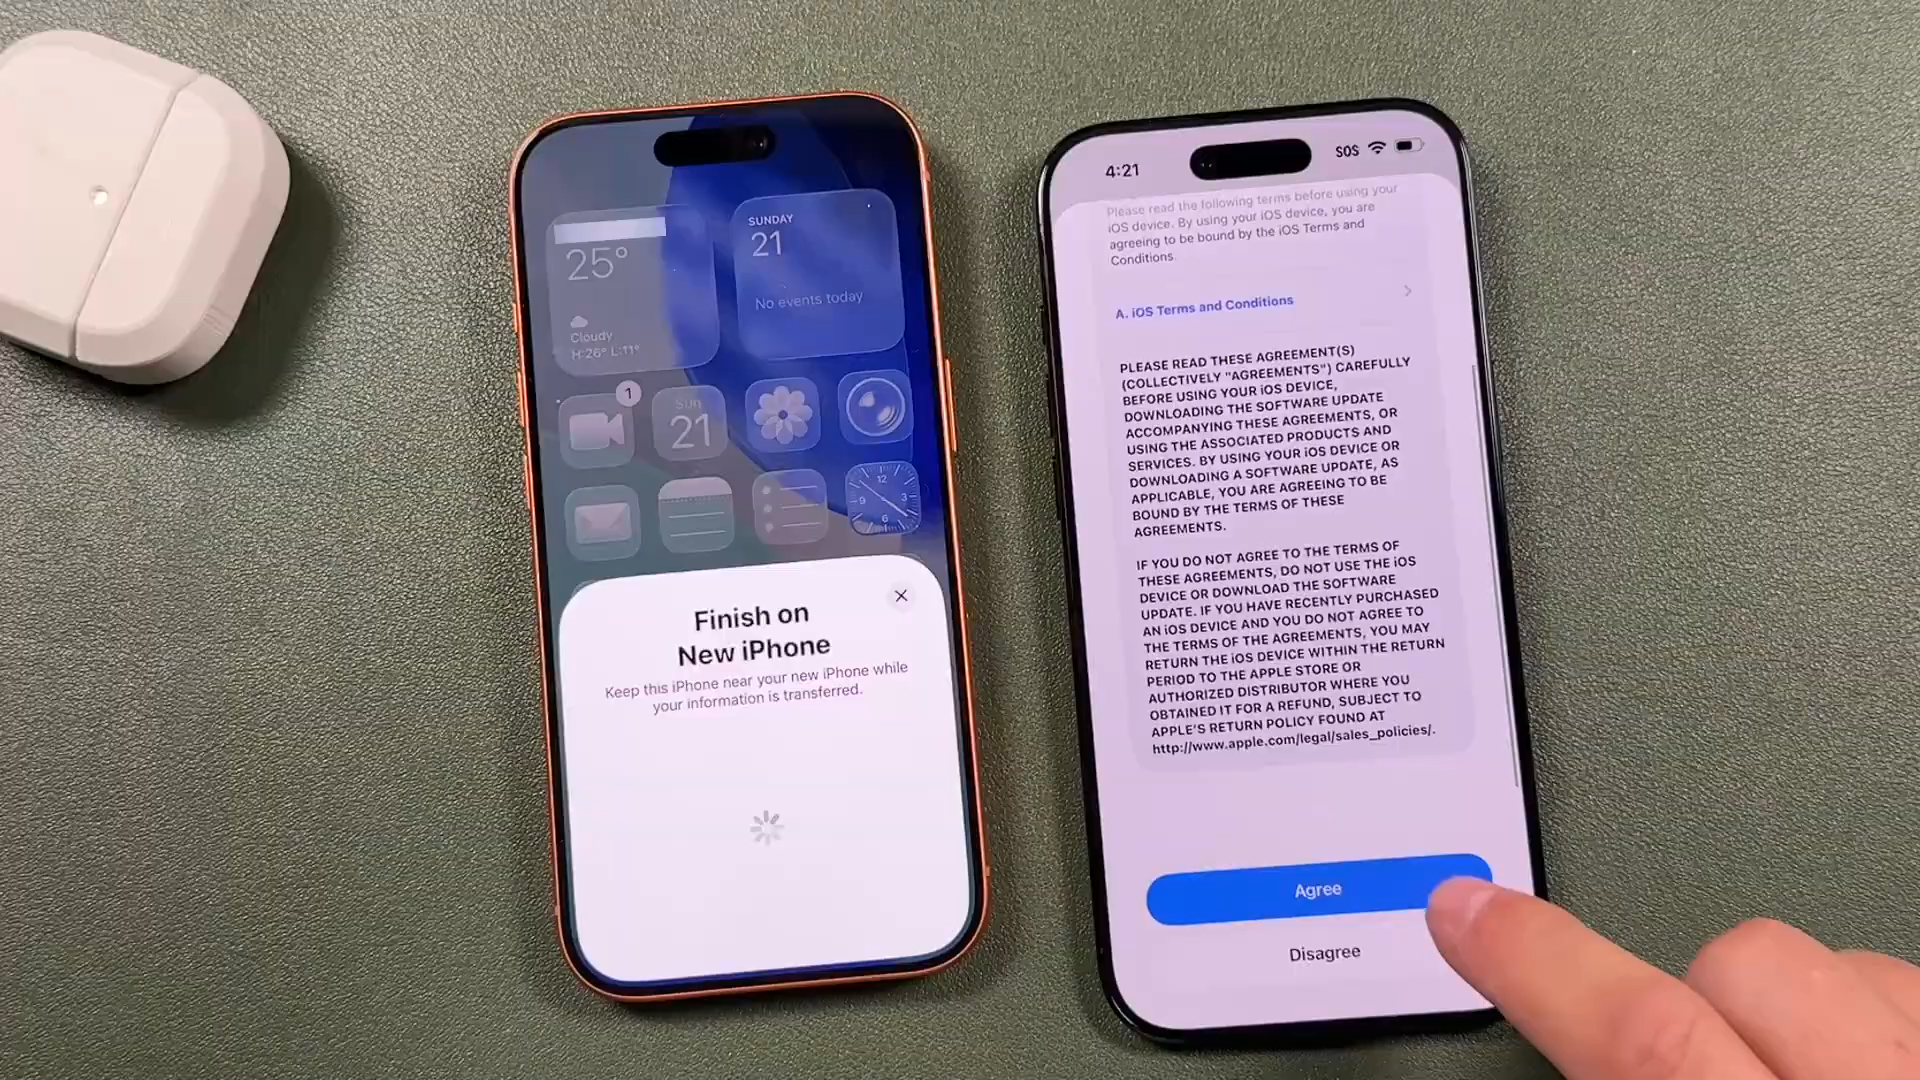 25°
Cloudy
H:26° L:11°
SUNDAY
21
No events today
1
Sun
21
12
3
6
9
Finish on
New iPhone
Keep this iPhone near your new iPhone while
your information is transferred.
4:21
SOS
Please read the following terms before using your
iOS device. By using your iOS device, you are
agreeing to be bound by the iOS Terms and
Conditions.
A. iOS Terms and Conditions
PLEASE READ THESE AGREEMENT(S)
(COLLECTIVELY "AGREEMENTS") CAREFULLY
BEFORE USING YOUR iOS DEVICE,
DOWNLOADING THE SOFTWARE UPDATE
ACCOMPANYING THESE AGREEMENTS, OR
USING THE ASSOCIATED PRODUCTS AND
SERVICES. BY USING YOUR iOS DEVICE OR
DOWNLOADING A SOFTWARE UPDATE, AS
APPLICABLE, YOU ARE AGREEING TO BE
BOUND BY THE TERMS OF THESE
AGREEMENTS.
IF YOU DO NOT AGREE TO THE TERMS OF
THESE AGREEMENTS, DO NOT USE THE iOS
DEVICE OR DOWNLOAD THE SOFTWARE
UPDATE. IF YOU HAVE RECENTLY PURCHASED
AN iOS DEVICE AND YOU DO NOT AGREE TO
THE TERMS OF THE AGREEMENTS, YOU MAY
RETURN THE iOS DEVICE WITHIN THE RETURN
PERIOD TO THE APPLE STORE OR
AUTHORIZED DISTRIBUTOR WHERE YOU
OBTAINED IT FOR A REFUND, SUBJECT TO
APPLE'S RETURN POLICY FOUND AT
http://www.apple.com/legal/sales_policies/.
Agree
Disagree